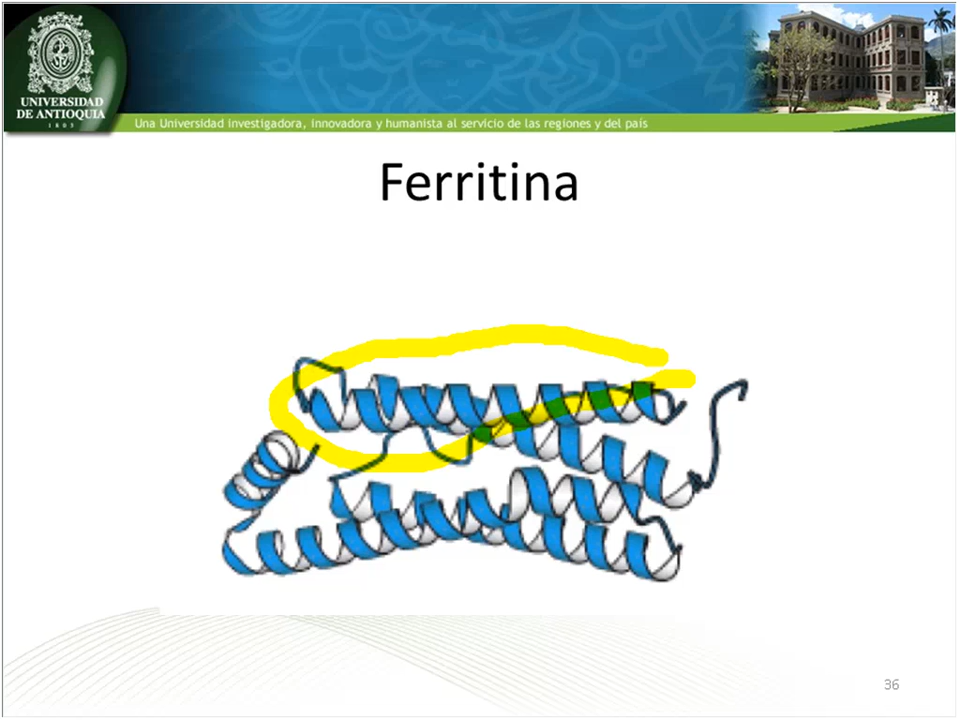 UNIVERSIDAD
DE ANTIOQUIA
1803
Una Universidad investigadora, innovadora y humanista al servicio de las regiones y del país
Ferritina
36